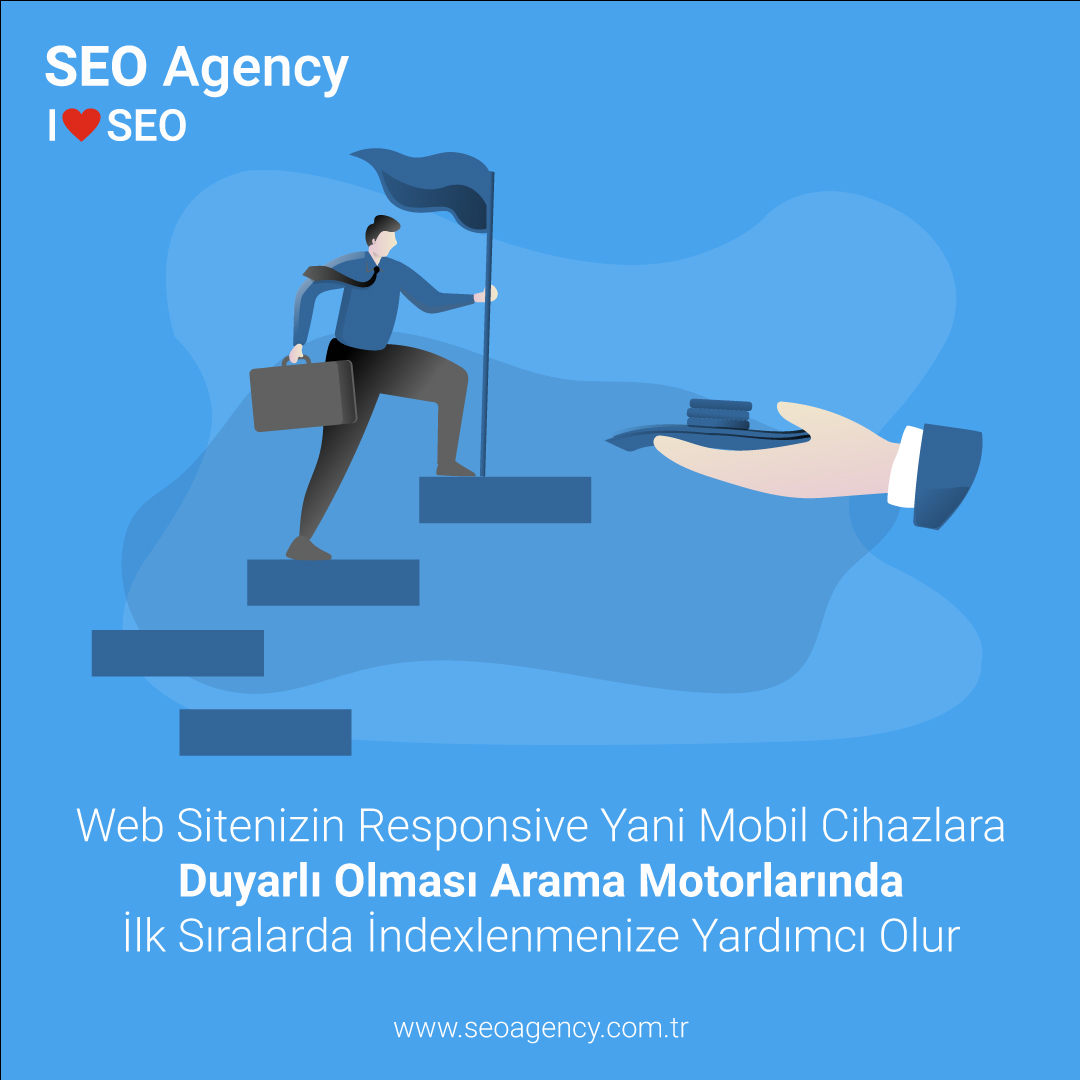 SEO Agency
I❤SEO
Web Sitenizin Responsive Yani Mobil Cihazlara
Duyarlı Olması Arama Motorlarında
İlk Sıralarda İndexlenmenize Yardımcı Olur
www.seoagency.com.tr